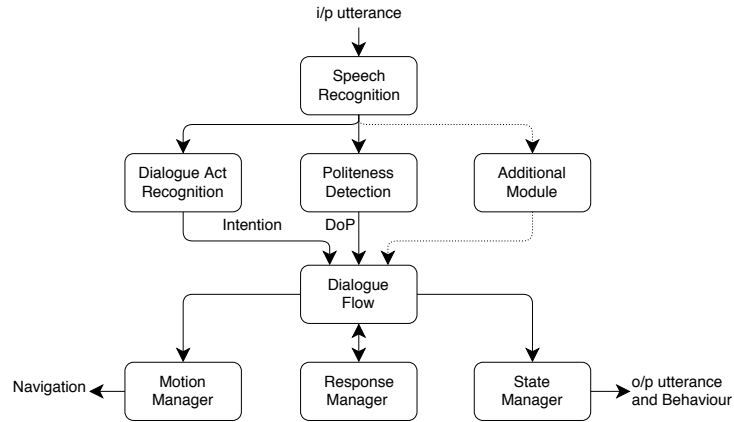 i/p utterance
Speech
Recognition
Dialogue Act
Recognition
Politeness
Detection
Additional
Module
Intention
DoP
Dialogue
Flow
Navigation
Motion
Manager
Response
Manager
State
Manager
o/p utterance
and Behaviour